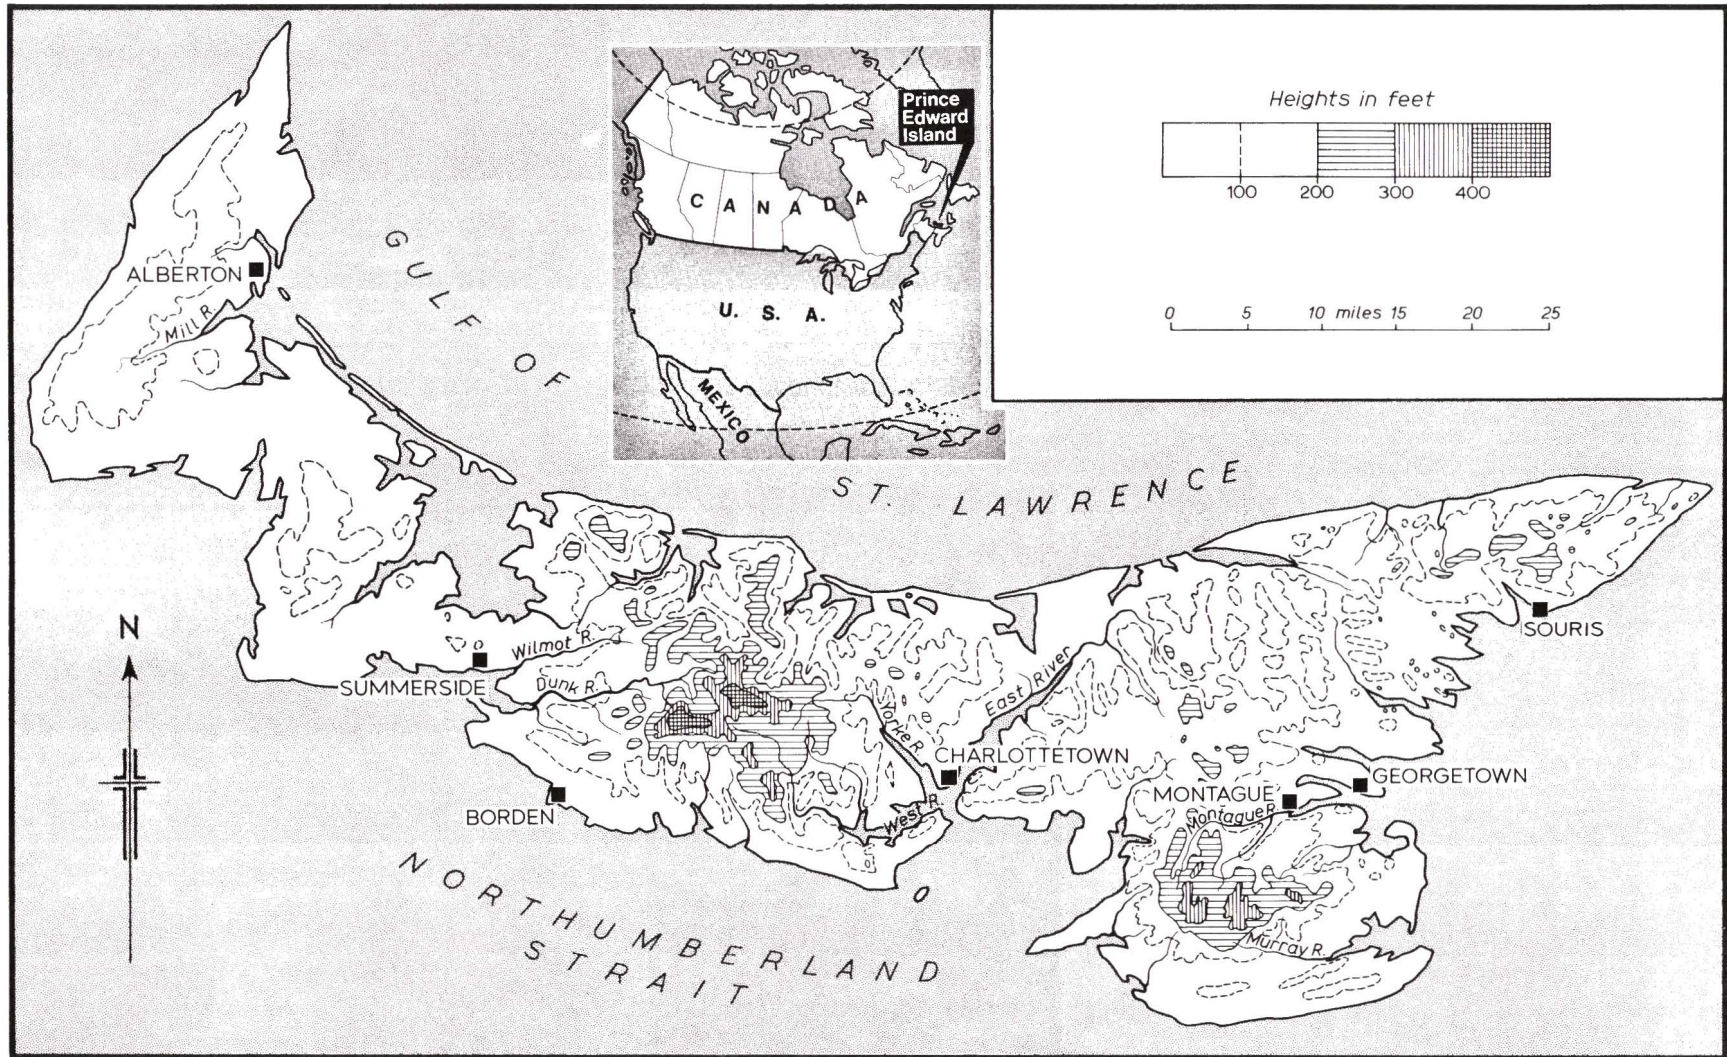 Heights in feet
100 200 300 400
0 5 10 miles 15 20 25
Prince
Edward
Island
CANADA
U. S. A.
MEXICO
GULF OF
ST. LAWRENCE
ALBERTON
Mill R.
N
SUMMERSIDE
Wilmot R.
Dunk R.
BORDEN
Yorke R.
East River
CHARLOTTETOWN
West R.
SOURIS
GEORGETOWN
MONTAGUE
Montague R.
Murray R.
NORTHUMBERLAND
STRAIT